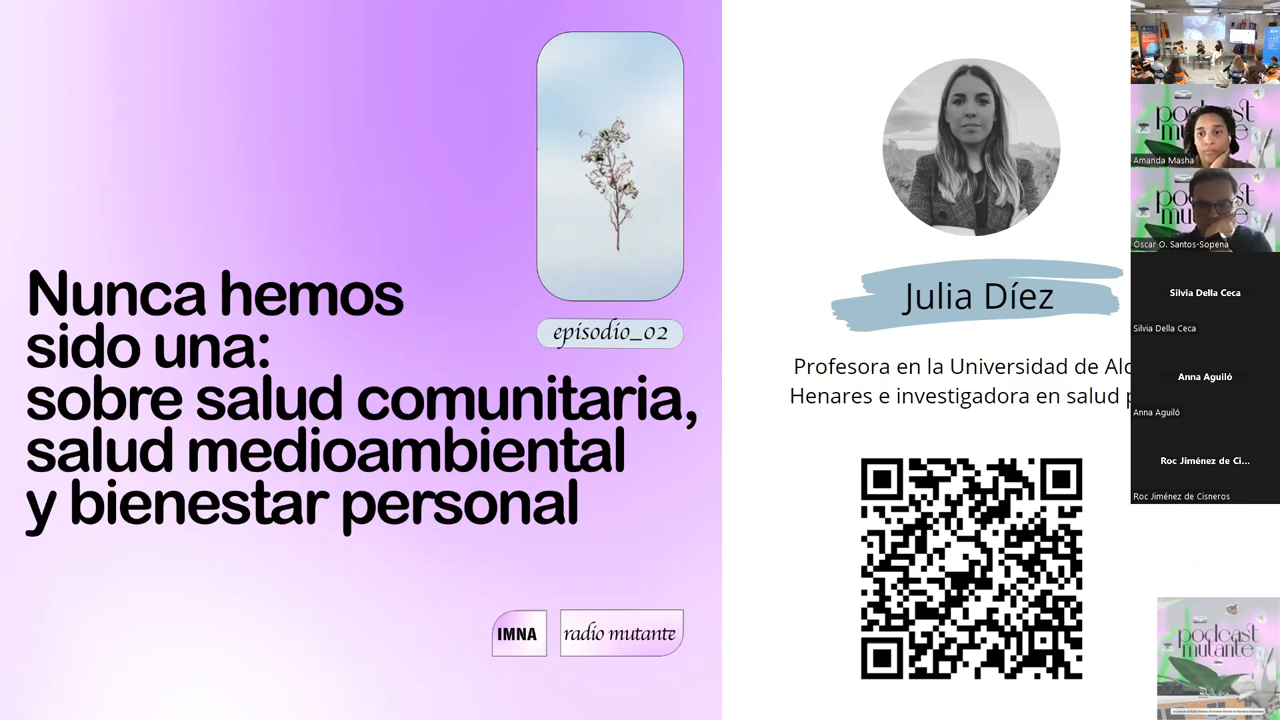 Nunca hemos
sido una:
sobre salud comunitaria,
salud medioambiental
y bienestar personal
episodio_02
IMNA
radio mutante
Julia Díez
Profesora en la Universidad de Alc
Henares e investigadora en salud p
podcast
Amanda Masha
Óscar O. Santos-Sopena
Silvia Della Ceca
Silvia Della Ceca
Anna Aguiló
Anna Aguiló
Roc Jiménez de Ci...
Roc Jiménez de Cisneros
podcast
mutante